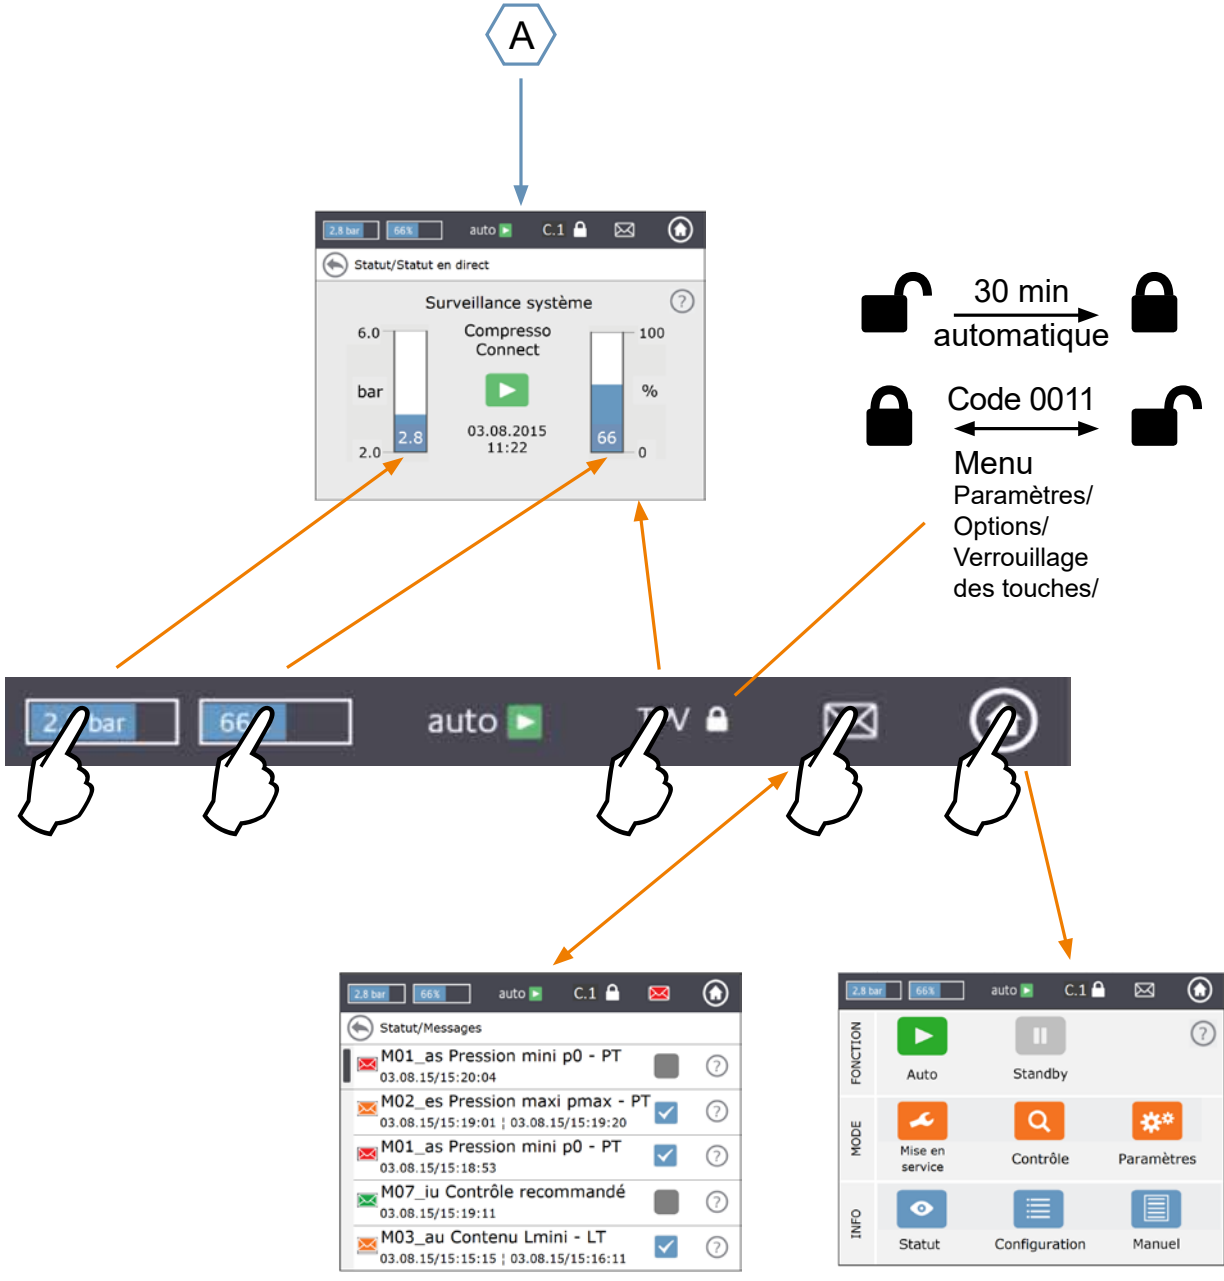 A
2,8 bar 66% auto C.1
Statut/Statut en direct
Surveillance système ?
6.0 Compresso 100
Connect
bar %
2.8 03.08.2015 66
2.0 11:22 0
30 min
automatique
Code 0011
Menu
Paramètres/
Options/
Verrouillage
des touches/
bar 66 auto
2,8 bar 66% auto C.1
Statut/Messages
M01_as Pression mini p0 - PT
03.08.15/15:20:04 ?
M02_es Pression maxi pmax - PT
03.08.15/15:19:01 ¦ 03.08.15/15:19:20 ?
M01_as Pression mini p0 - PT
03.08.15/15:18:53 ?
M07_iu Contrôle recommandé
03.08.15/15:19:11 ?
M03_au Contenu Lmini - LT
03.08.15/15:15:15 ¦ 03.08.15/15:16:11 ?
2,8 bar 66% auto C.1
FONCTION
Auto Standby ?
MODE
Mise en
service Contrôle Paramètres
INFO
Statut Configuration Manuel